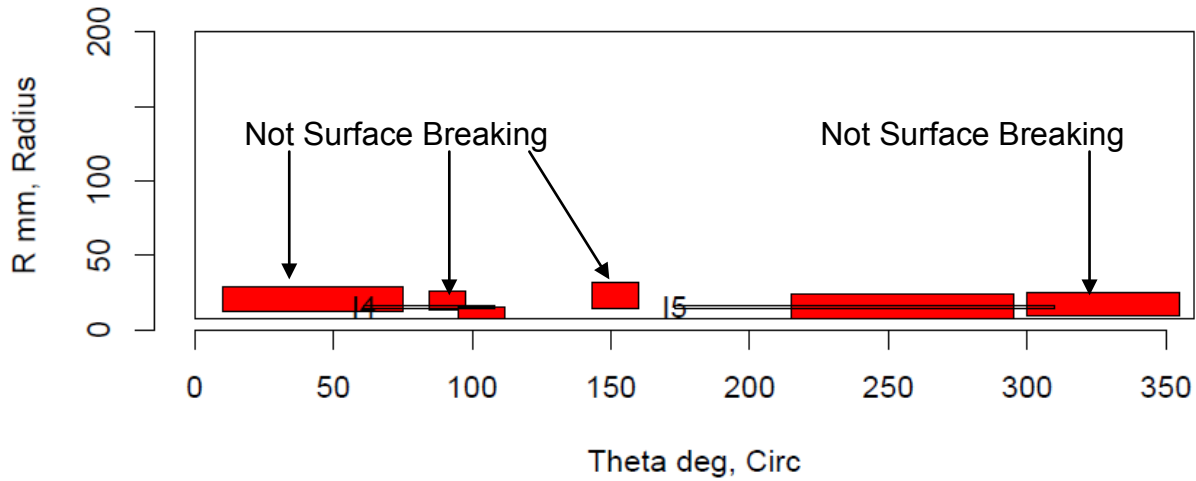 200
100
50
0
R mm, Radius
Not Surface Breaking
Not Surface Breaking
I4
I5
0 50 100 150 200 250 300 350
Theta deg, Circ